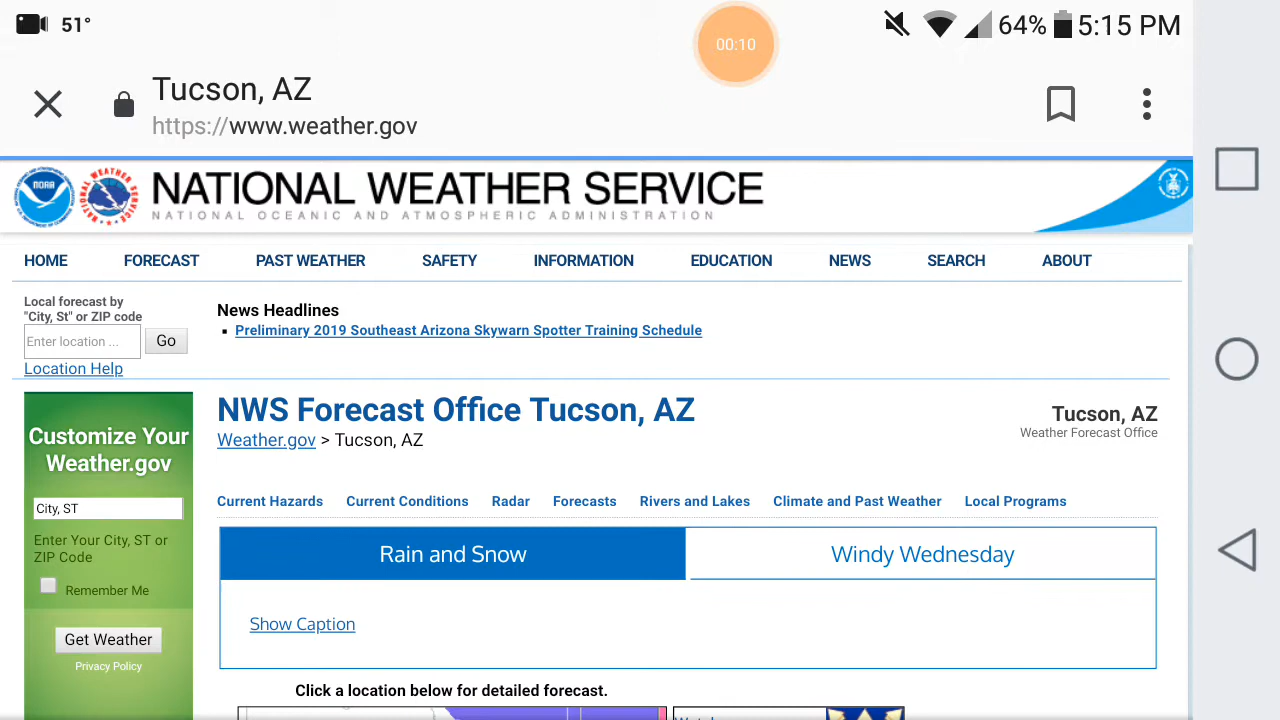 51°
00:10
64%
5:15 PM
Tucson, AZ
https://www.weather.gov
NOAA
NATIONAL WEATHER SERVICE
NATIONAL OCEANIC AND ATMOSPHERIC ADMINISTRATION
HOME FORECAST PAST WEATHER SAFETY INFORMATION EDUCATION NEWS SEARCH ABOUT
Local forecast by
"City, St" or ZIP code
Enter location ...
Go
Location Help
News Headlines
Preliminary 2019 Southeast Arizona Skywarn Spotter Training Schedule
Customize Your
Weather.gov
City, ST
Enter Your City, ST or
ZIP Code
Remember Me
Get Weather
Privacy Policy
NWS Forecast Office Tucson, AZ
Weather.gov > Tucson, AZ
Tucson, AZ
Weather Forecast Office
Current Hazards Current Conditions Radar Forecasts Rivers and Lakes Climate and Past Weather Local Programs
Rain and Snow
Windy Wednesday
Show Caption
Click a location below for detailed forecast.